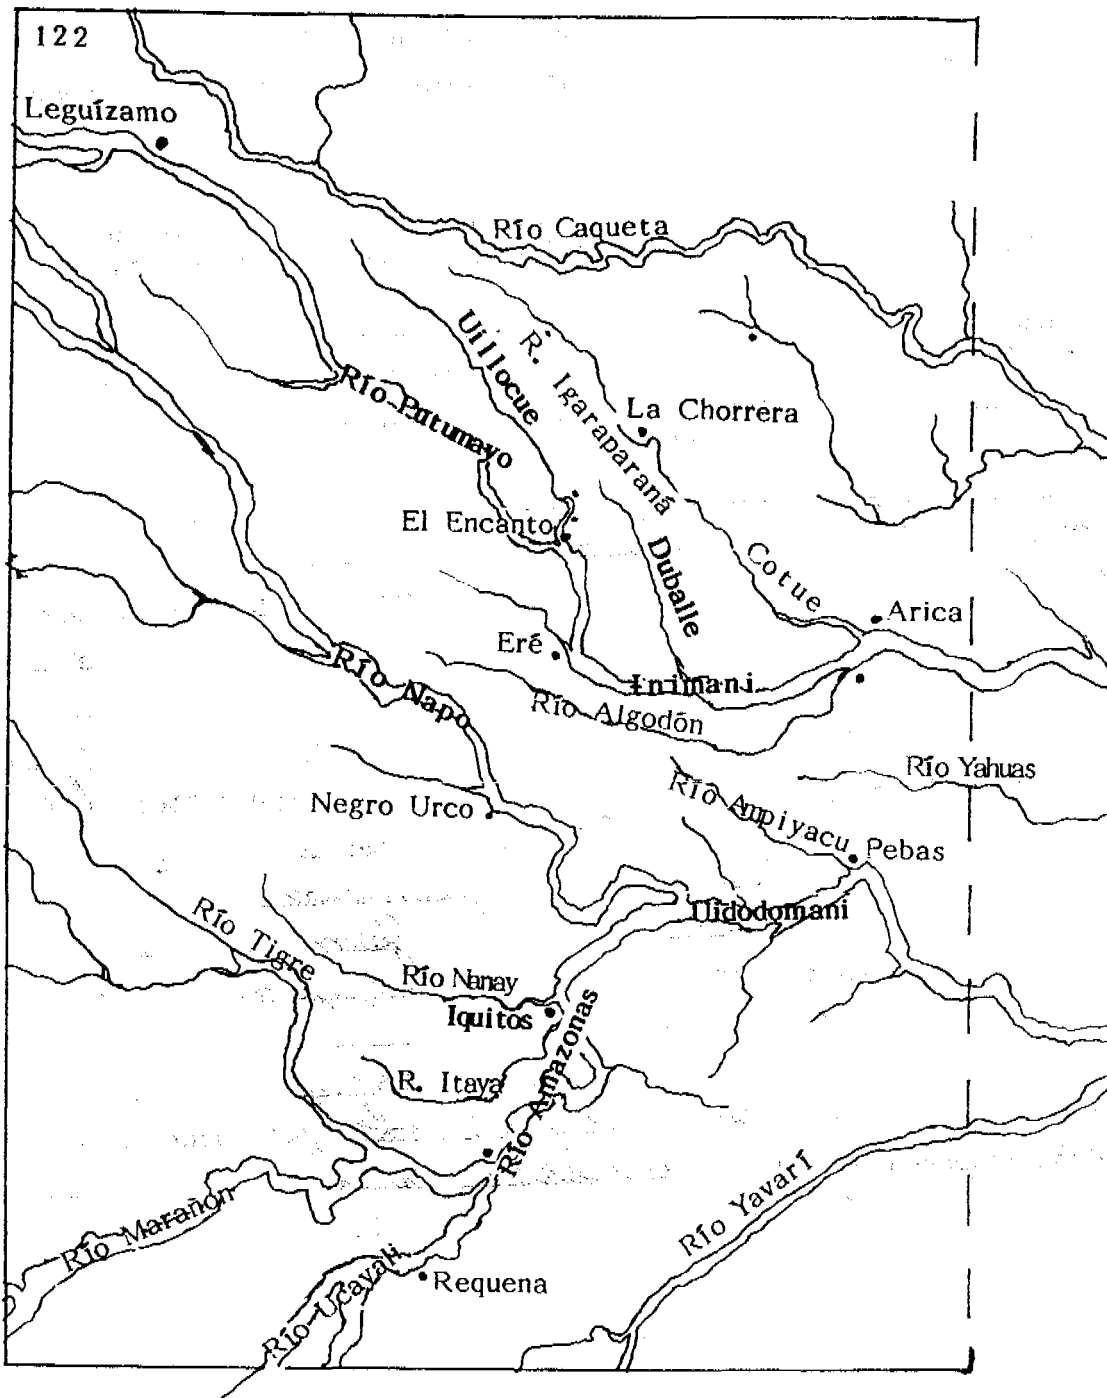 122
Leguízamo
Río Caqueta
Uillocue
R. Igaraparaná
Río Putumayo
La Chorrera
El Encanto
Cotue
Duballe
Arica
Eré
Río Napo
Inimani
Río Algodón
Río Yahuas
Río Ampiyacu
Negro Urco
Pebas
Ilidodomani
Río Tigre
Río Nanay
Iquitos
Río Amazonas
R. Itaya
Río Marañon
Río Yavarí
Río Ucayali
Requena